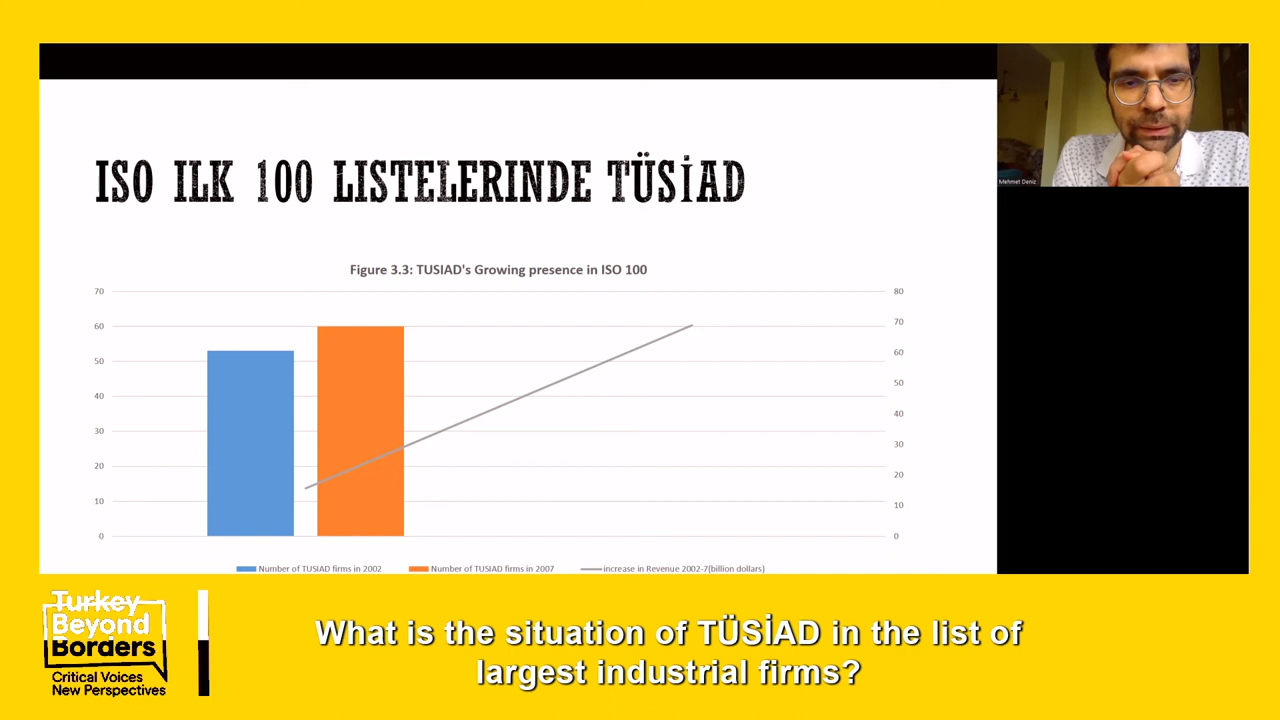 ISO ILK 100 LISTELERINDE TÜSİAD
Figure 3.3: TUSIAD's Growing presence in ISO 100
70
60
50
40
30
20
10
0
80
70
60
50
40
30
20
10
0
Number of TUSIAD firms in 2002
Number of TUSIAD firms in 2007
increase in Revenue 2002-7(billion dollars)
Mehmet Deniz
Turkey
Beyond
Borders
Critical Voices
New Perspectives
What is the situation of TÜSİAD in the list of
largest industrial firms?